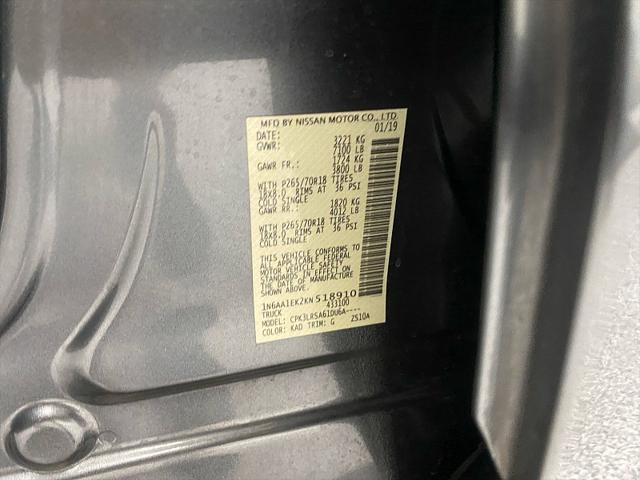 MFD BY NISSAN MOTOR CO., LTD.
DATE: 01/19
GVWR: 3221 KG
7100 LB
GAWR FR.: 1724 KG
3800 LB
WITH P265/70R18 TIRES
18X8.0 RIMS AT 36 PSI
COLD SINGLE
GAWR RR.: 1820 KG
4012 LB
WITH P265/70R18 TIRES
18X8.0 RIMS AT 36 PSI
COLD SINGLE
THIS VEHICLE CONFORMS TO
ALL APPLICABLE FEDERAL
MOTOR VEHICLE SAFETY
STANDARDS IN EFFECT ON
THE DATE OF MANUFACTURE
SHOWN ABOVE.
1N6AA1EK2KN518910
TRUCK 433100
MODEL: CPK3LRSA61DU6A----
COLOR: KAD TRIM: G ZS10A